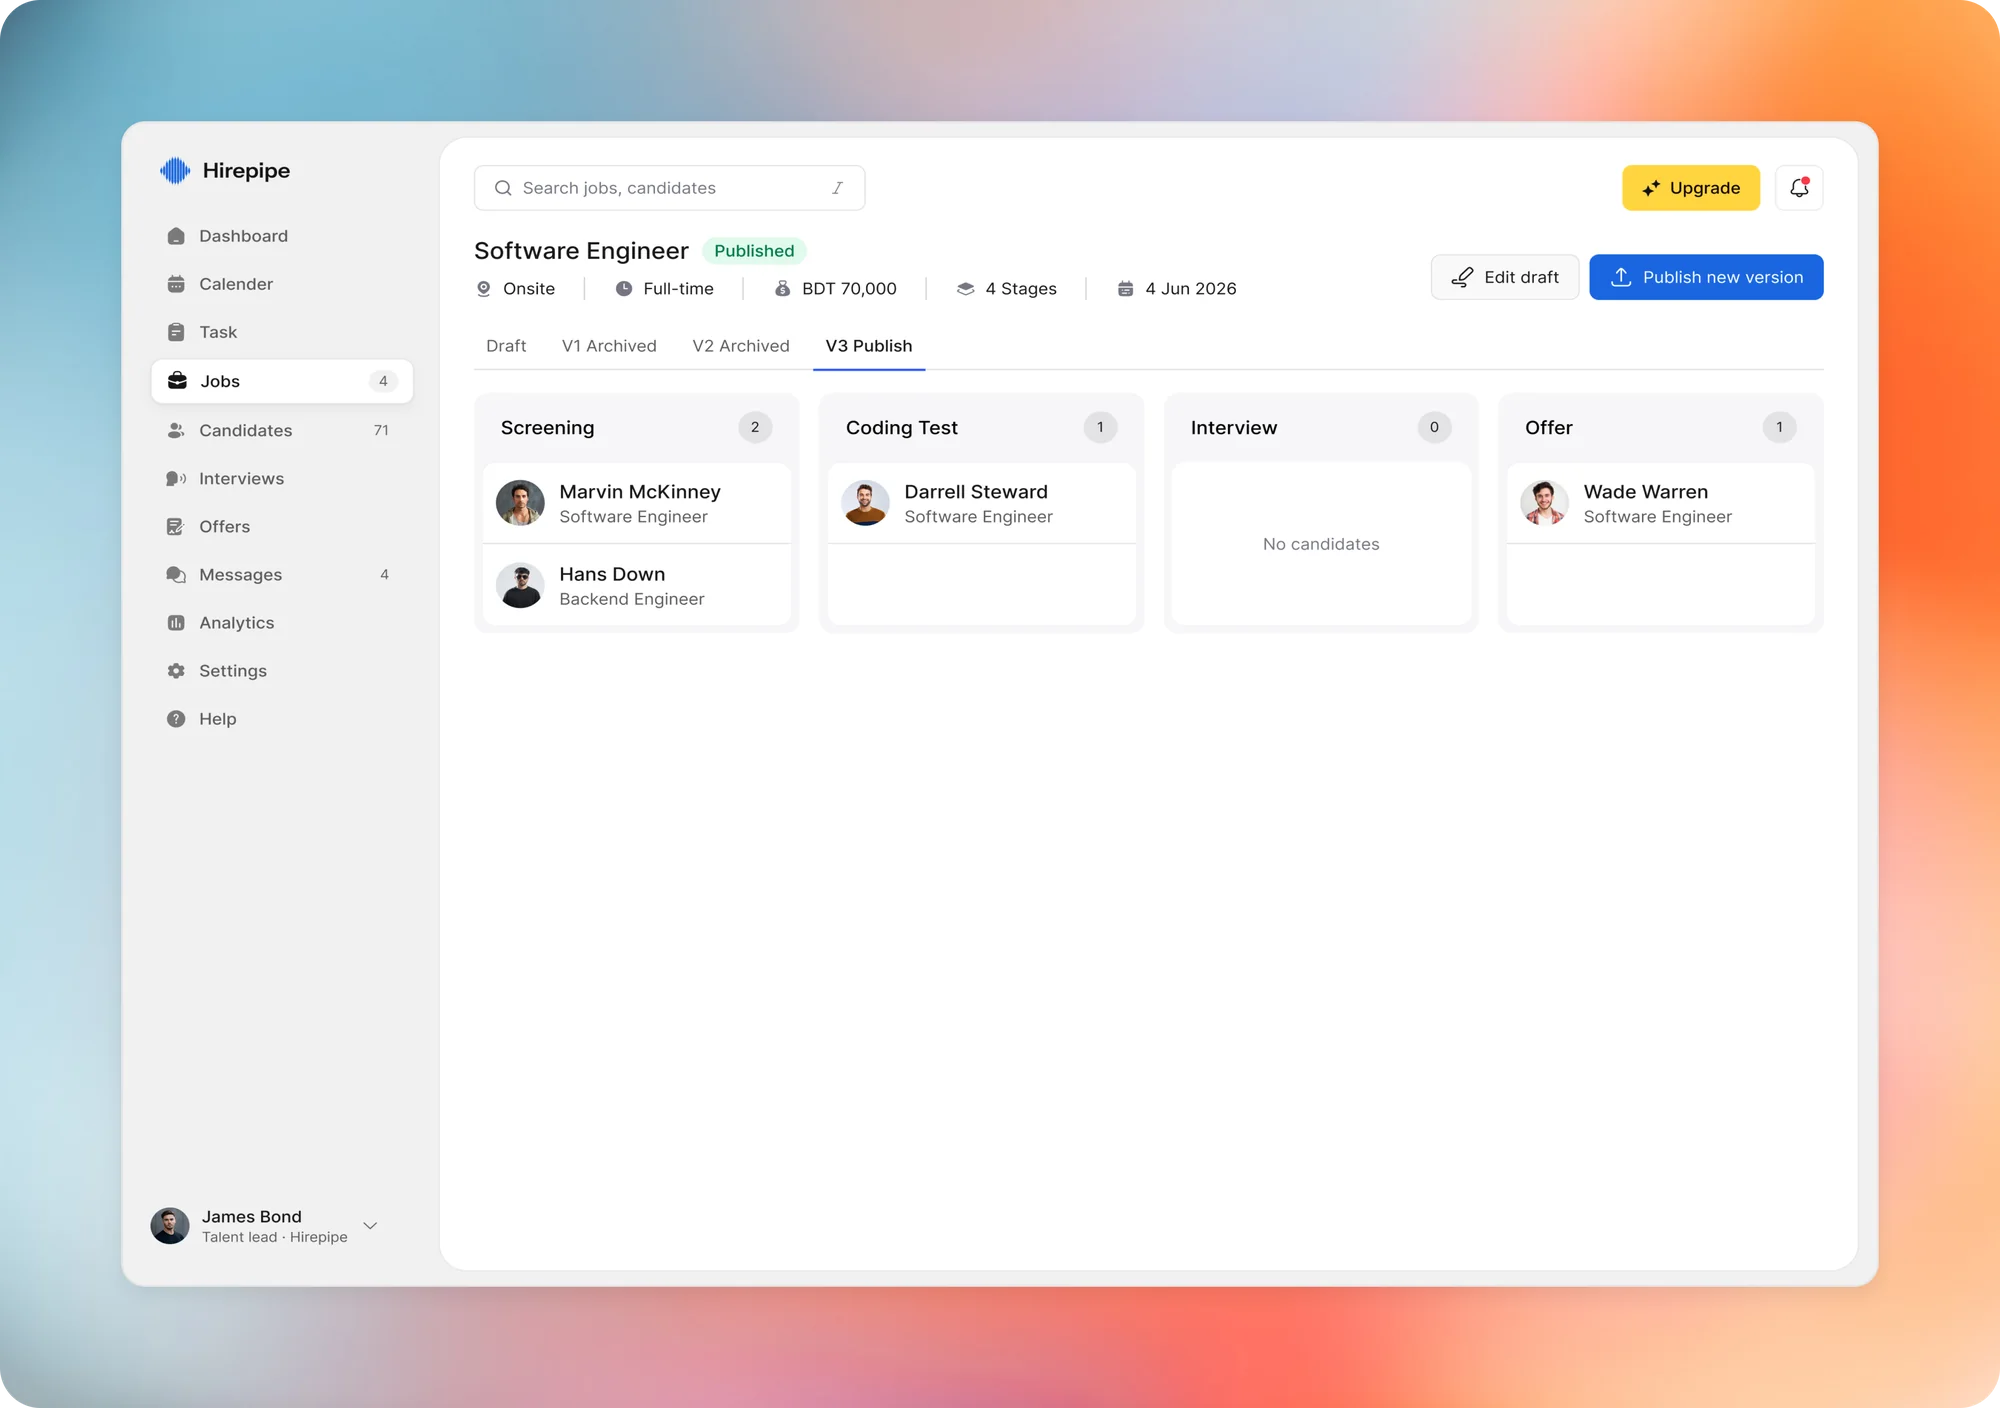 Hirepipe
Dashboard
Calender
Task
Jobs 4
Candidates 71
Interviews
Offers
Messages 4
Analytics
Settings
Help
James Bond
Talent lead · Hirepipe
Search jobs, candidates /
Upgrade
Software Engineer Published
Onsite Full-time BDT 70,000 4 Stages 4 Jun 2026
Edit draft Publish new version
Draft V1 Archived V2 Archived V3 Publish
Screening 2
Marvin McKinney
Software Engineer
Hans Down
Backend Engineer
Coding Test 1
Darrell Steward
Software Engineer
Interview 0
No candidates
Offer 1
Wade Warren
Software Engineer